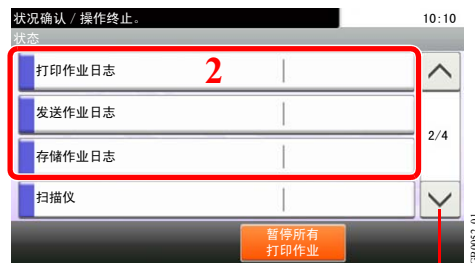 状况确认 / 操作终止。
10:10
状态
打印作业日志
2
发送作业日志
存储作业日志
2/4
扫描仪
暂停所有
打印作业